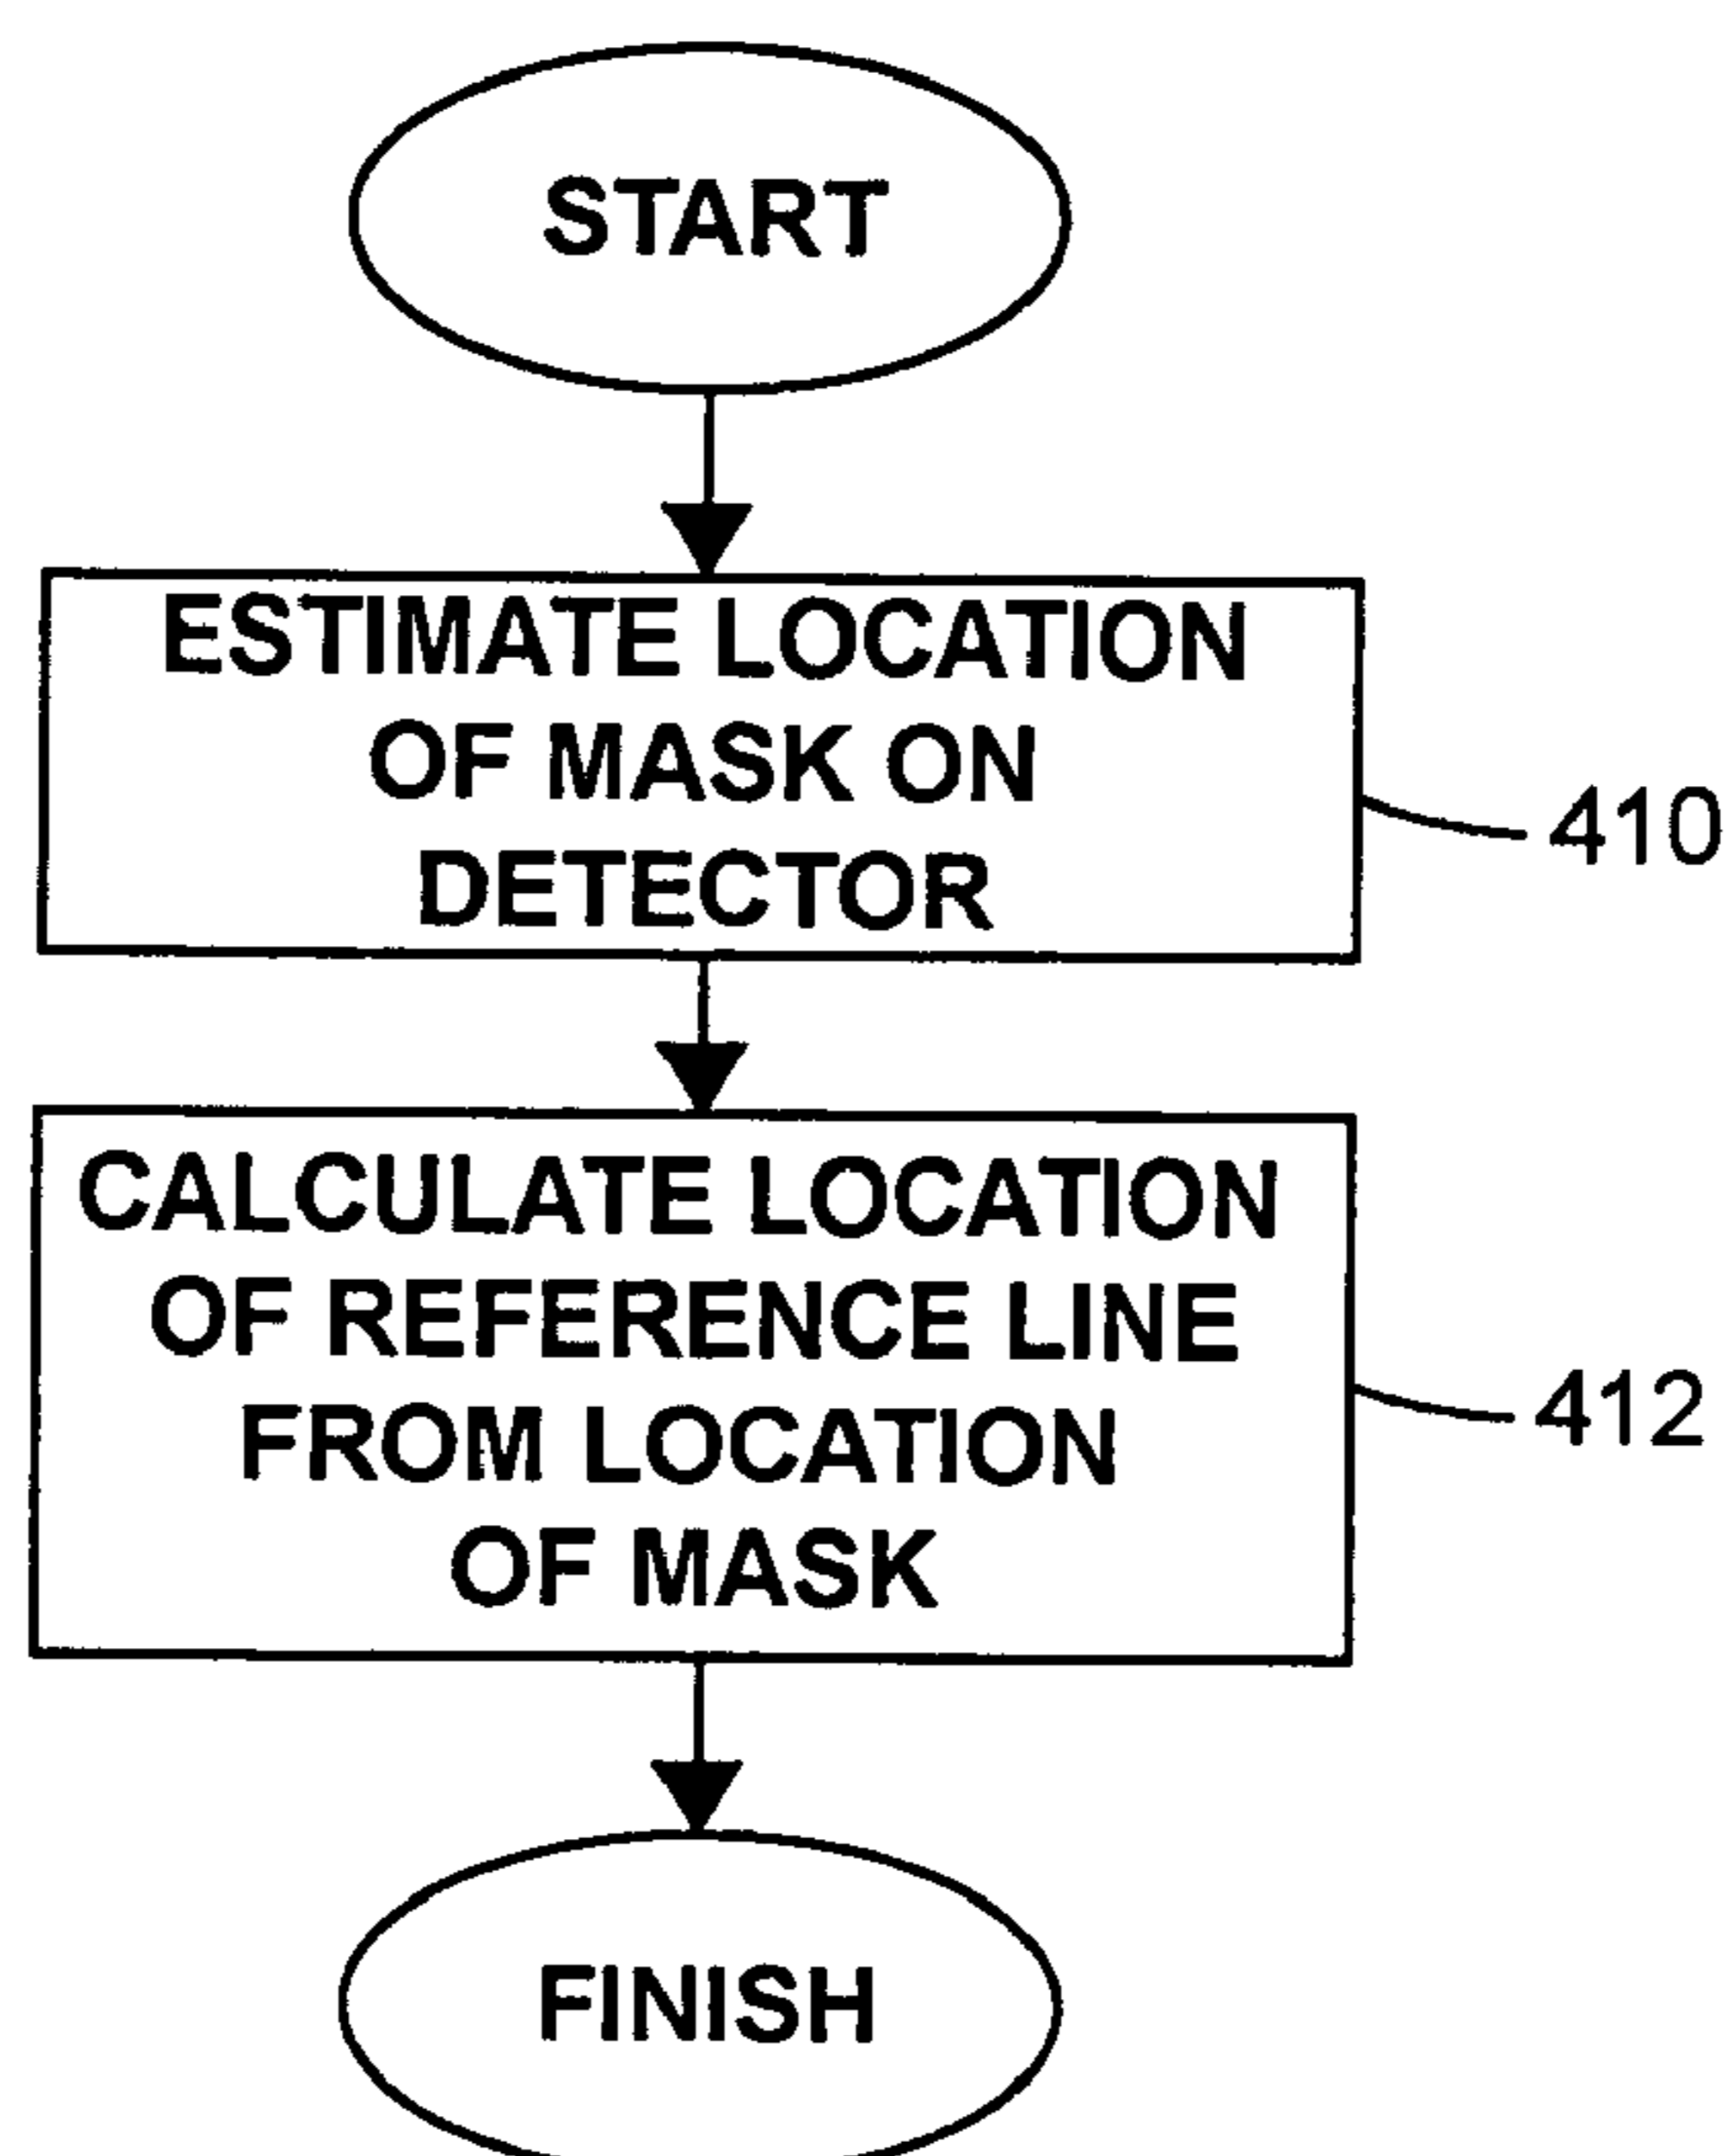 START
ESTIMATE LOCATION
OF MASK ON
DETECTOR
410
CALCULATE LOCATION
OF REFERENCE LINE
FROM LOCATION
OF MASK
412
FINISH